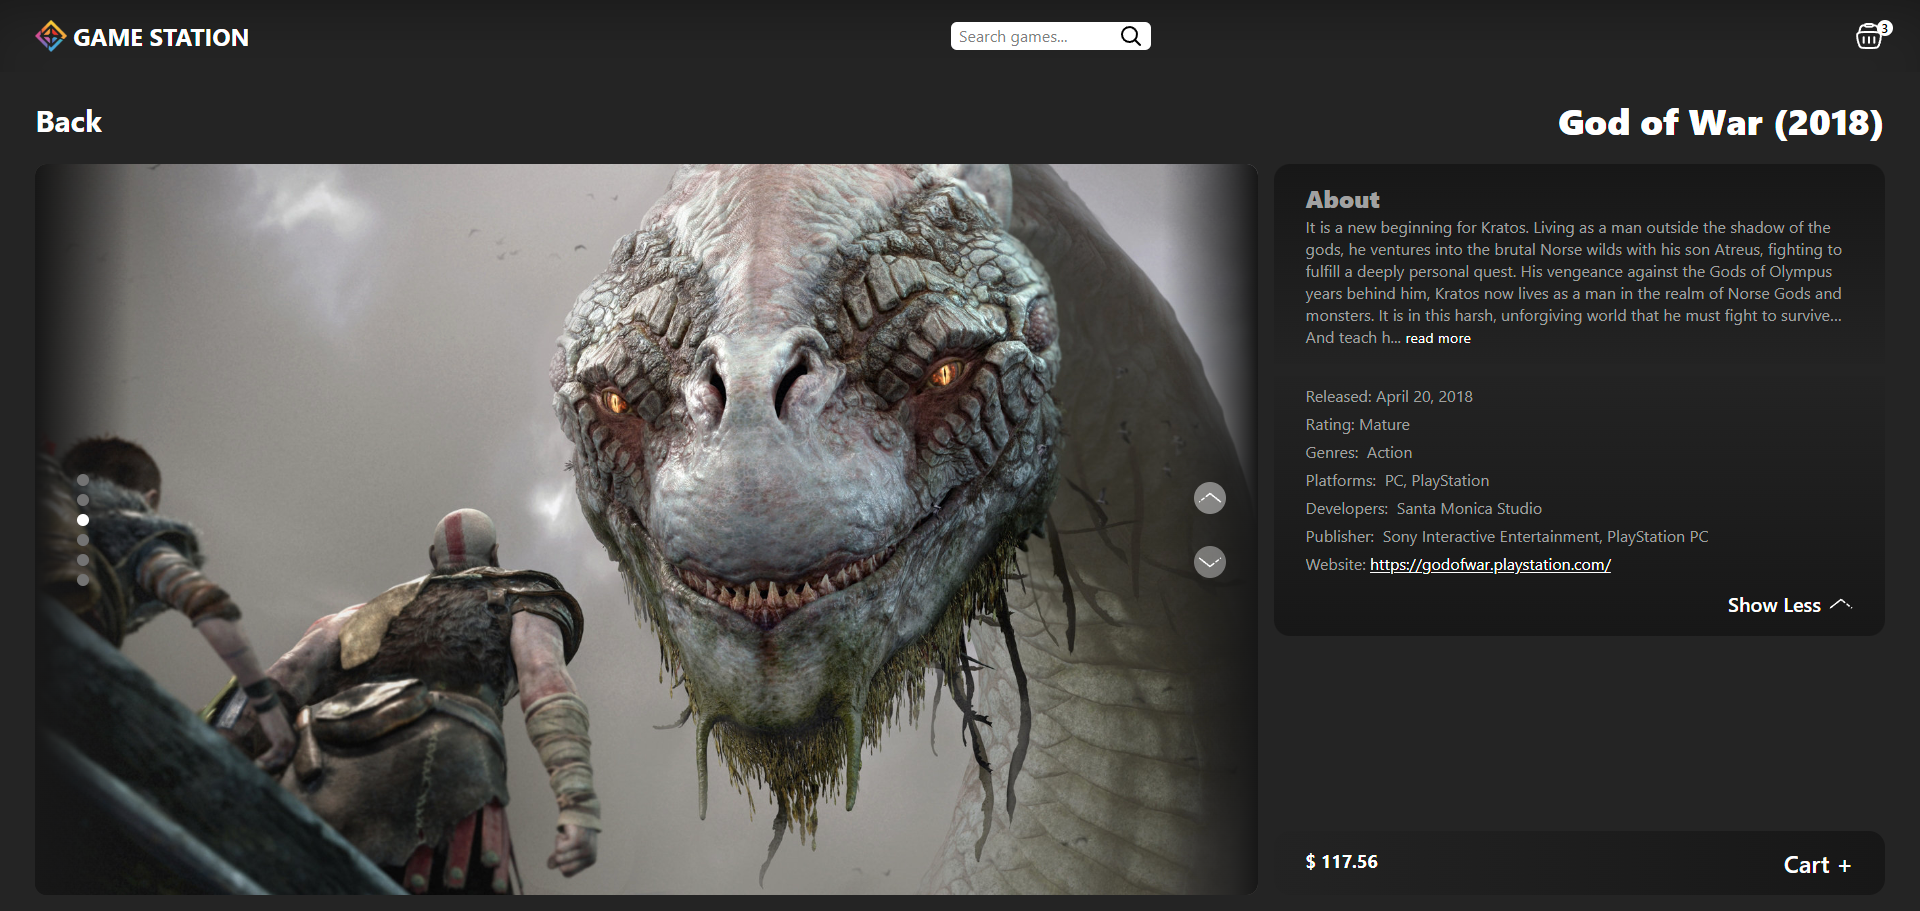 GAME STATION
Search games...
3
Back
God of War (2018)
About
It is a new beginning for Kratos. Living as a man outside the shadow of the
gods, he ventures into the brutal Norse wilds with his son Atreus, fighting to
fulfill a deeply personal quest. His vengeance against the Gods of Olympus
years behind him, Kratos now lives as a man in the realm of Norse Gods and
monsters. It is in this harsh, unforgiving world that he must fight to survive...
And teach h... read more
Released: April 20, 2018
Rating: Mature
Genres: Action
Platforms: PC, PlayStation
Developers: Santa Monica Studio
Publisher: Sony Interactive Entertainment, PlayStation PC
Website: https://godofwar.playstation.com/
Show Less
$ 117.56
Cart +